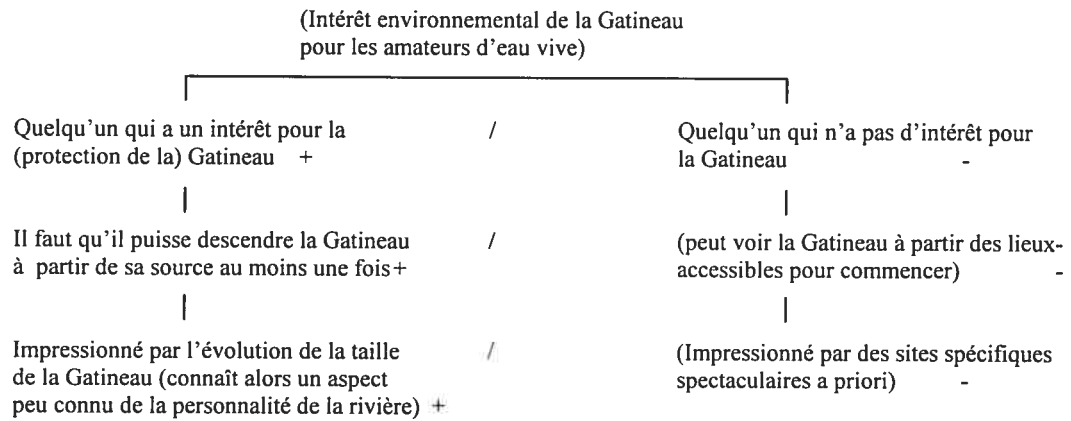 (Intérêt environnemental de la Gatineau
pour les amateurs d'eau vive)
Quelqu'un qui a un intérêt pour la / Quelqu'un qui n'a pas d'intérêt pour
(protection de la) Gatineau + la Gatineau -
Il faut qu'il puisse descendre la Gatineau / (peut voir la Gatineau à partir des lieux-
à partir de sa source au moins une fois+ accessibles pour commencer) -
Impressionné par l'évolution de la taille / (Impressionné par des sites spécifiques
de la Gatineau (connaît alors un aspect spectaculaires a priori) -
peu connu de la personnalité de la rivière) +